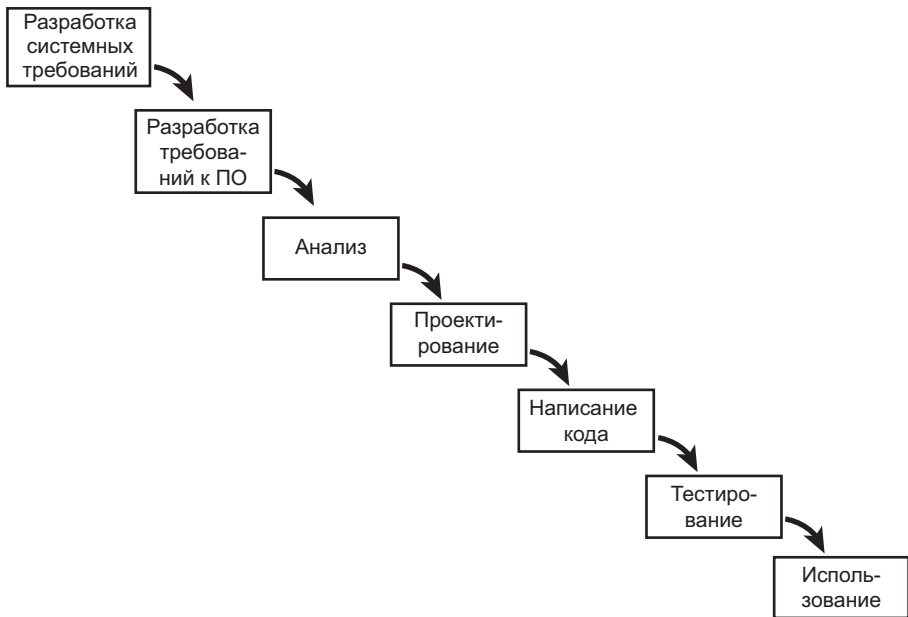 Разработка
системных
требований
Разработка
требова-
ний к ПО
Анализ
Проекти-
рование
Написание
кода
Тестиро-
вание
Исполь-
зование